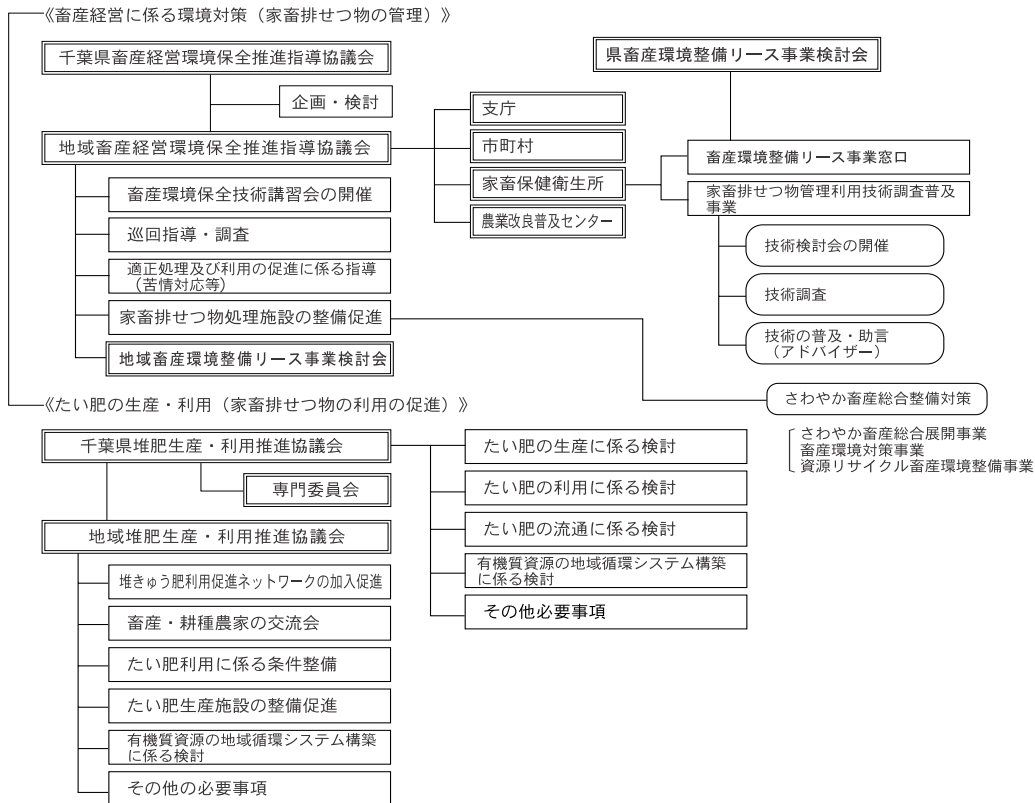 《畜産経営に係る環境対策（家畜排せつ物の管理）》
千葉県畜産経営環境保全推進指導協議会
企画・検討
地域畜産経営環境保全推進指導協議会
畜産環境保全技術講習会の開催
巡回指導・調査
適正処理及び利用の促進に係る指導
（苦情対応等）
家畜排せつ物処理施設の整備促進
地域畜産環境整備リース事業検討会
支庁
市町村
家畜保健衛生所
農業改良普及センター
県畜産環境整備リース事業検討会
畜産環境整備リース事業窓口
家畜排せつ物管理利用技術調査普及
事業
技術検討会の開催
技術調査
技術の普及・助言
（アドバイザー）
さわやか畜産総合整備対策
さわやか畜産総合展開事業
畜産環境対策事業
資源リサイクル畜産環境整備事業
《たい肥の生産・利用（家畜排せつ物の利用の促進）》
千葉県堆肥生産・利用推進協議会
専門委員会
地域堆肥生産・利用推進協議会
堆きゅう肥利用促進ネットワークの加入促進
畜産・耕種農家の交流会
たい肥利用に係る条件整備
たい肥生産施設の整備促進
有機質資源の地域循環システム構築
に係る検討
その他の必要事項
たい肥の生産に係る検討
たい肥の利用に係る検討
たい肥の流通に係る検討
有機質資源の地域循環システム構築
に係る検討
その他必要事項